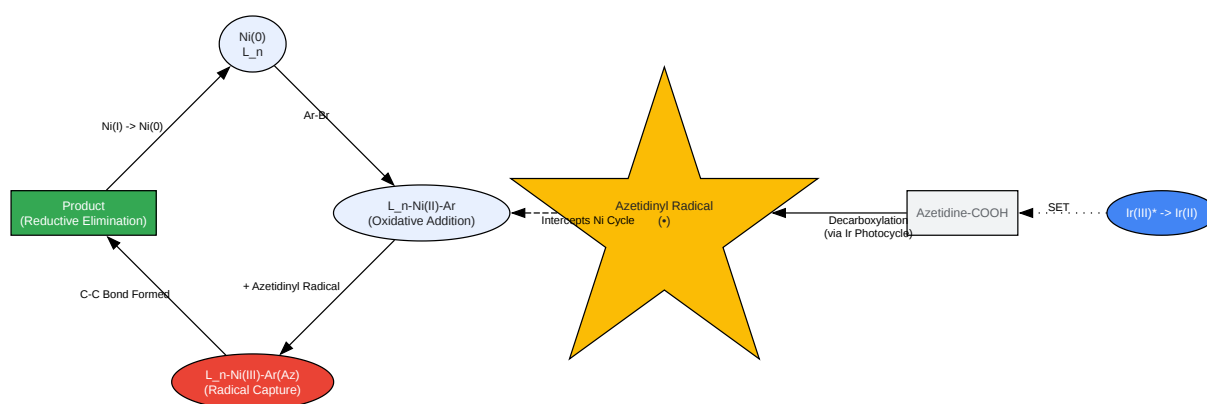 Ni(0)
L_n
Ni(I) -> Ni(0)
Ar-Br
Product
(Reductive Elimination)
L_n-Ni(II)-Ar
(Oxidative Addition)
Intercepts Ni Cycle
Azetidinyl Radical
(•)
Decarboxylation
(via Ir Photocycle)
Azetidine-COOH
SET
Ir(III)* -> Ir(II)
C-C Bond Formed
+ Azetidinyl Radical
L_n-Ni(III)-Ar(Az)
(Radical Capture)